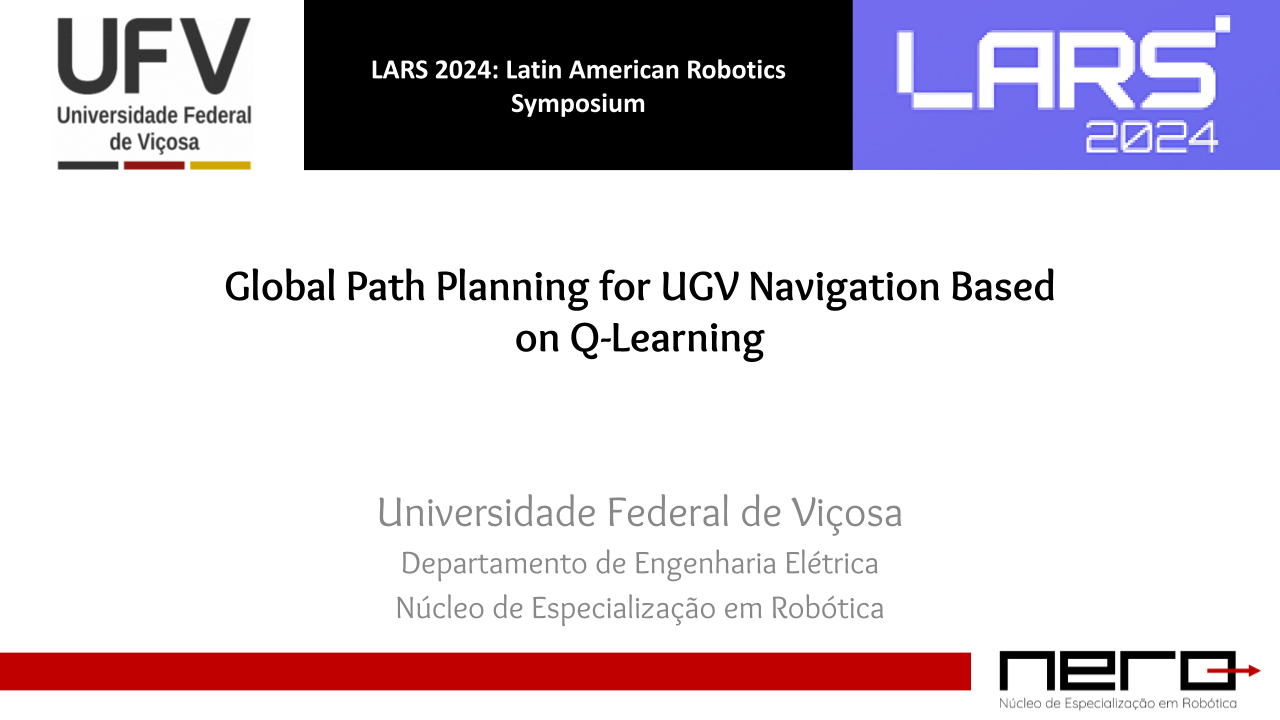 UFV
Universidade Federal
de Viçosa
LARS 2024: Latin American Robotics
Symposium
LARS
2024
Global Path Planning for UGV Navigation Based
on Q-Learning
Universidade Federal de Viçosa
Departamento de Engenharia Elétrica
Núcleo de Especialização em Robótica
nero
Núcleo de Especialização em Robótica